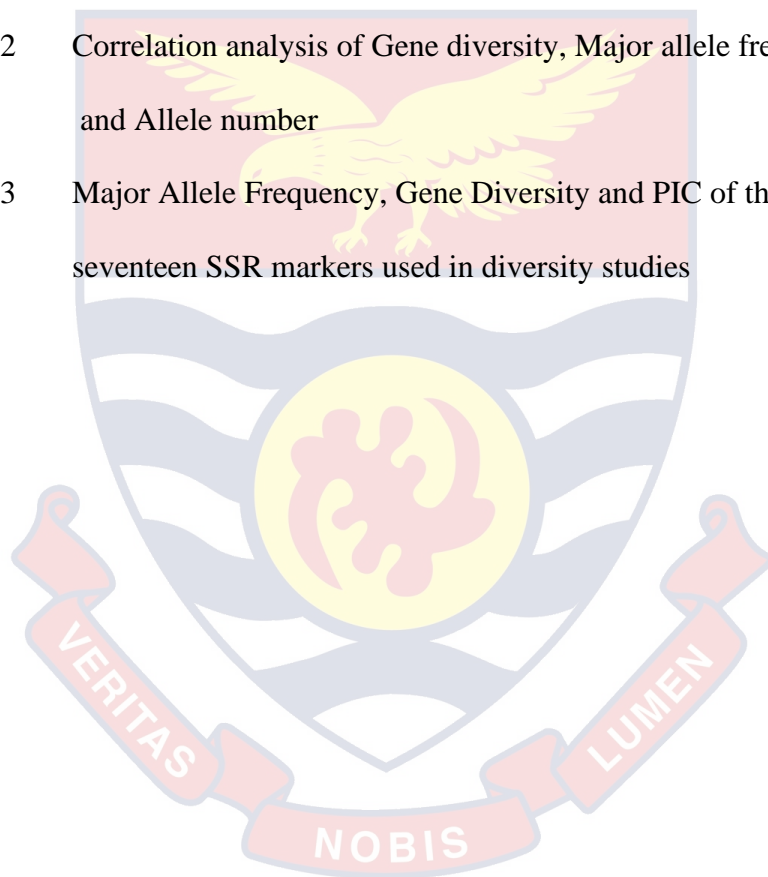 2 Correlation analysis of Gene diversity, Major allele fre
and Allele number
3 Major Allele Frequency, Gene Diversity and PIC of th
seventeen SSR markers used in diversity studies
VERITAS
NOBIS
LUMEN